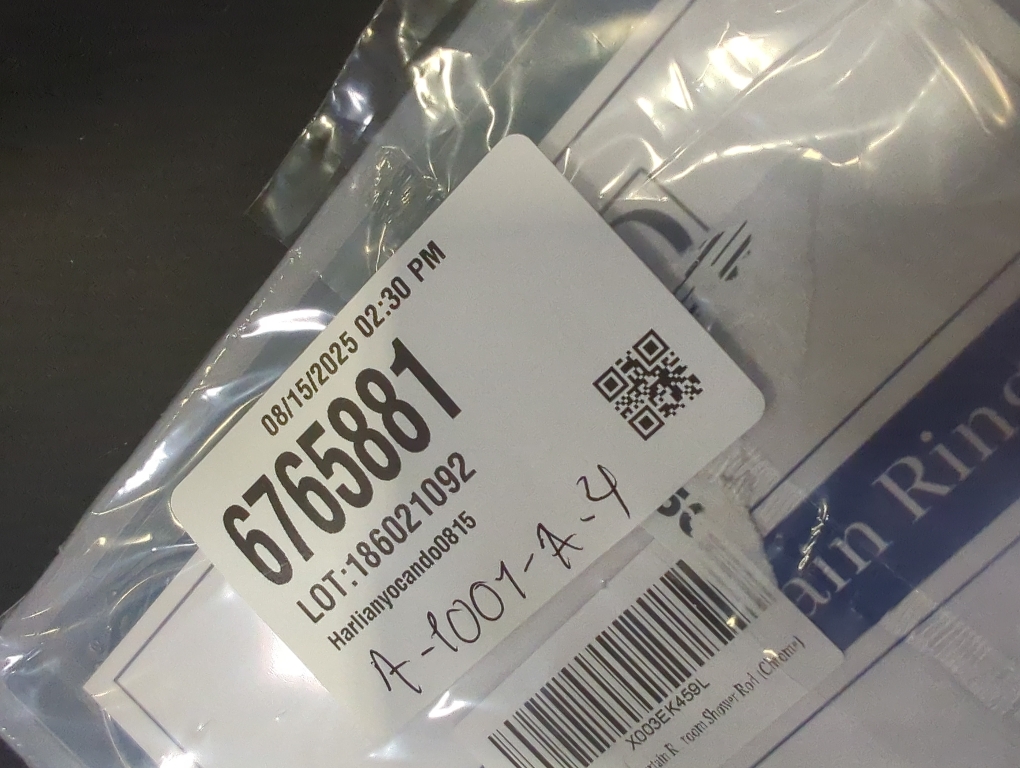 08/15/2025 02:30 PM
6765881
LOT:186021092
Harlianyocando0815
A-1001-A-4
ain Ring
X003EK459L
tain R room Shower Rod (Chrome)